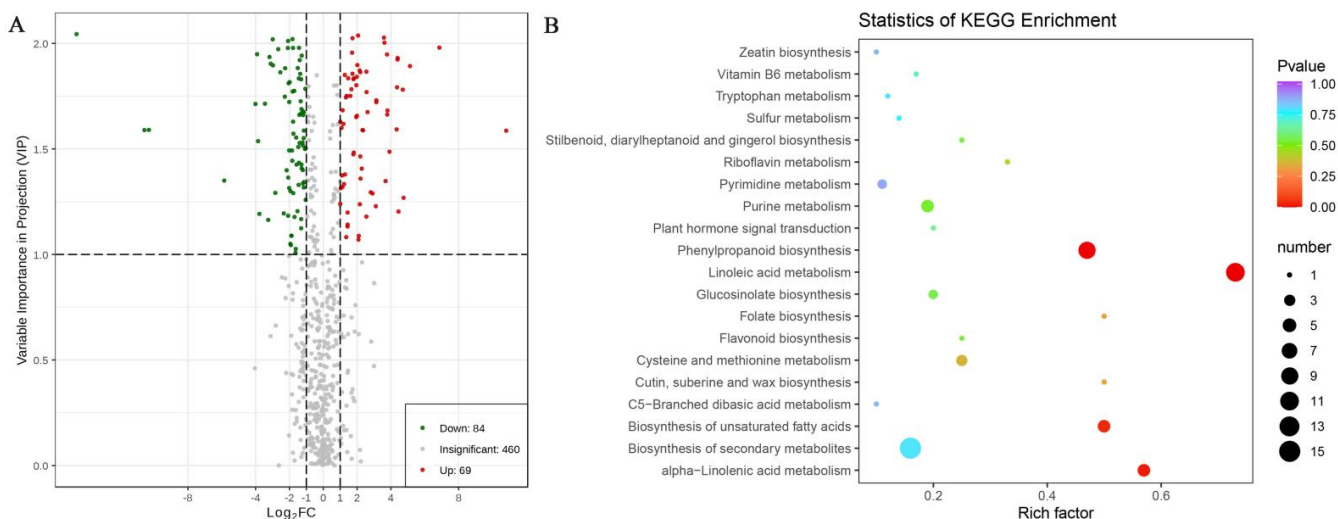 A
Variable Importance in Projection (VIP)
2.0
1.5
1.0
0.5
0.0
Down: 84
Insignificant: 460
Up: 69
-8
-4
-2
-1
0
1
2
4
8
Log2FC
B
Statistics of KEGG Enrichment
Zeatin biosynthesis
Vitamin B6 metabolism
Tryptophan metabolism
Sulfur metabolism
Stilbenoid, diarylheptanoid and gingerol biosynthesis
Riboflavin metabolism
Pyrimidine metabolism
Purine metabolism
Plant hormone signal transduction
Phenylpropanoid biosynthesis
Linoleic acid metabolism
Glucosinolate biosynthesis
Folate biosynthesis
Flavonoid biosynthesis
Cysteine and methionine metabolism
Cutin, suberine and wax biosynthesis
C5−Branched dibasic acid metabolism
Biosynthesis of unsaturated fatty acids
Biosynthesis of secondary metabolites
alpha−Linolenic acid metabolism
0.2
0.4
0.6
Rich factor
Pvalue
1.00
0.75
0.50
0.25
0.00
number
1
3
5
7
9
11
13
15